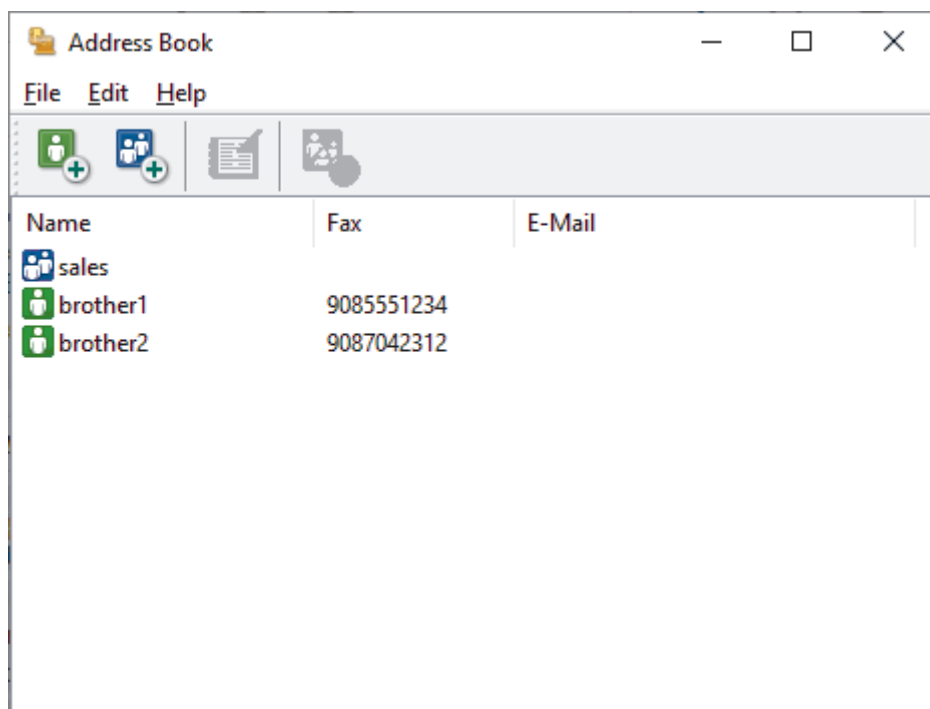 Address Book
File Edit Help
Name Fax E-Mail
sales
brother1 9085551234
brother2 9087042312